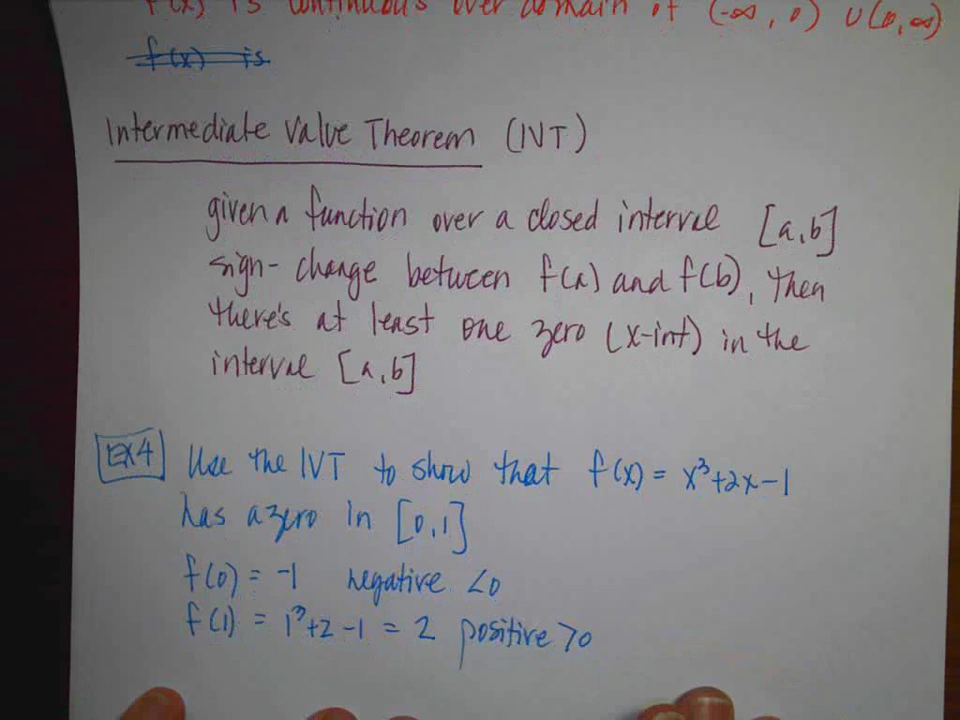 f(x) is continuous over domain of (-∞, 0) ∪ (0, ∞)
f(x) is
Intermediate Value Theorem (IVT)
given a function over a closed interval [a,b]
sign-change between f(a) and f(b), then
there's at least one zero (x-int) in the
interval [a,b]
EX4 Use the IVT to show that f(x) = x³+2x-1
has a zero in [0,1]
f(0) = -1 negative <0
f(1) = 1³+2-1 = 2 positive >0